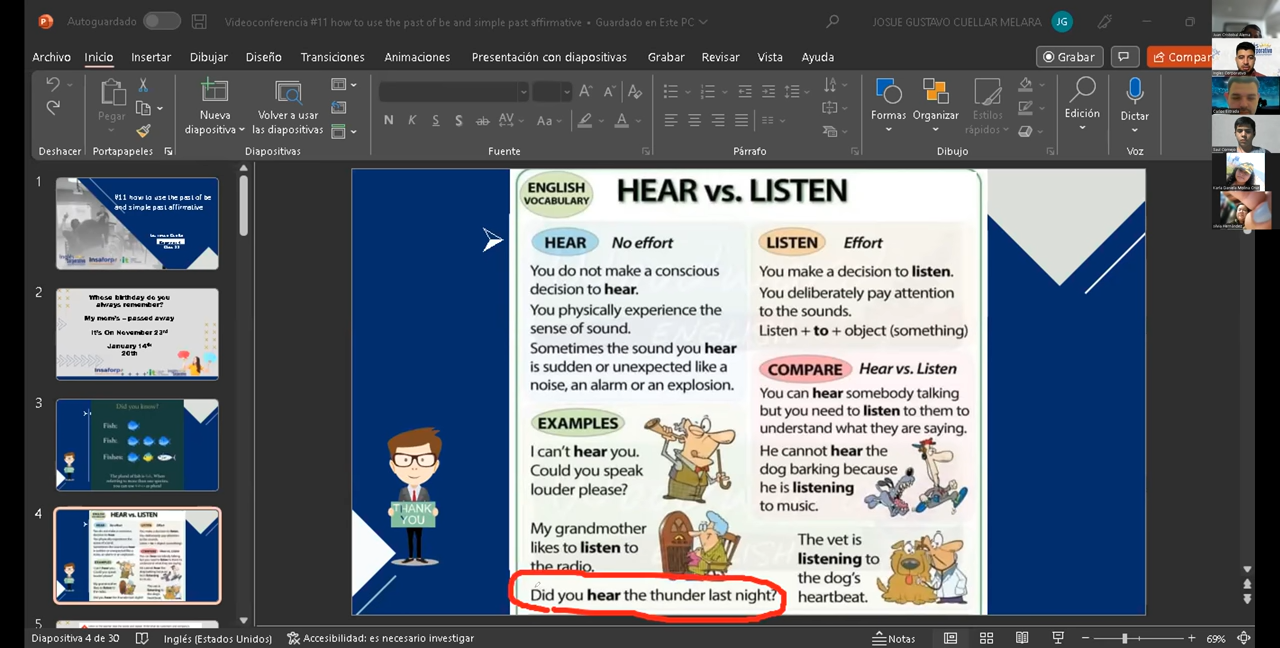 Autoguardado
Videoconferencia #11 how to use the past of be and simple past affirmative • Guardado en Este PC
JOSUE GUSTAVO CUELLAR MELARA
JG
Archivo
Inicio
Insertar
Dibujar
Diseño
Transiciones
Animaciones
Presentación con diapositivas
Grabar
Revisar
Vista
Ayuda
Grabar
Compar
Pegar
Nueva
diapositiva
Volver a usar
las diapositivas
Formas
Organizar
Estilos
rápidos
Edición
Dictar
Deshacer
Portapapeles
Diapositivas
Fuente
Párrafo
Dibujo
Voz
1
#11 how to use the past of be
and simple past affirmative
2
Whose birthday do you
always remember?
My mom's – passed away
It's On November 23rd
January 14th
20th
Insaforp
3
Did you know?
Fish:
Fish:
Fishes:
4
5
ENGLISH
VOCABULARY
HEAR vs. LISTEN
HEAR No effort
You do not make a conscious
decision to hear.
You physically experience the
sense of sound.
Sometimes the sound you hear
is sudden or unexpected like a
noise, an alarm or an explosion.
EXAMPLES
I can't hear you.
Could you speak
louder please?
My grandmother
likes to listen to
the radio.
Did you hear the thunder last night?
LISTEN Effort
You make a decision to listen.
You deliberately pay attention
to the sounds.
Listen + to + object (something)
COMPARE Hear vs. Listen
You can hear somebody talking
but you need to listen to them to
understand what they are saying.
He cannot hear the
dog barking because
he is listening
to music.
The vet is
listening to
the dog's
heartbeat.
THANK
YOU
Diapositiva 4 de 30
Inglés (Estados Unidos)
Accesibilidad: es necesario investigar
Notas
69%